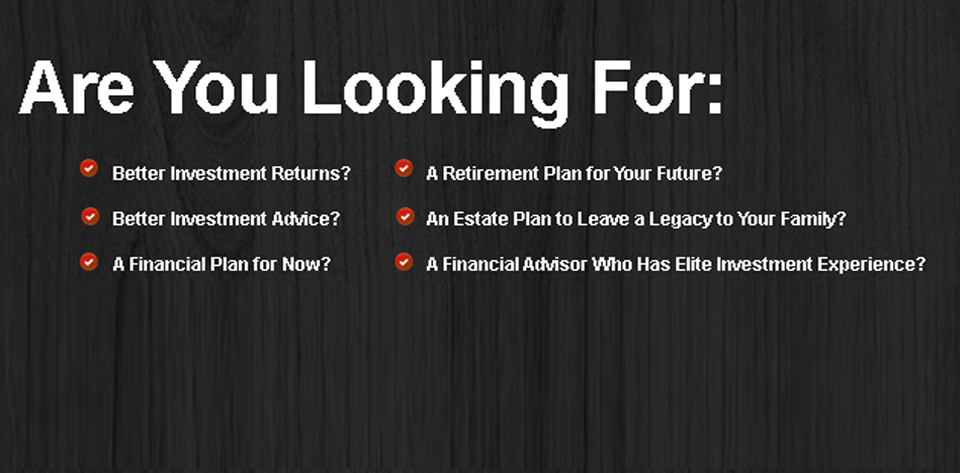 Are You Looking For:
Better Investment Returns?
Better Investment Advice?
A Financial Plan for Now?
A Retirement Plan for Your Future?
An Estate Plan to Leave a Legacy to Your Family?
A Financial Advisor Who Has Elite Investment Experience?